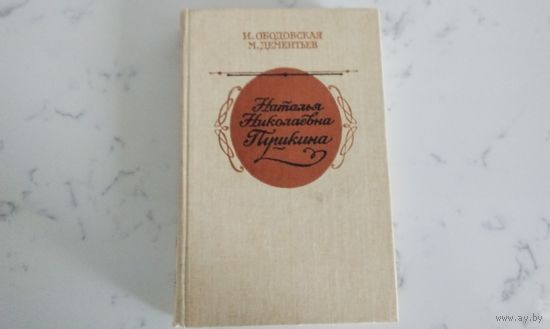 И. ОБОДОВСКАЯ
М. ДЕМЕНТЬЕВ
Наталья
Николаевна
Пушкина
www.ay.by